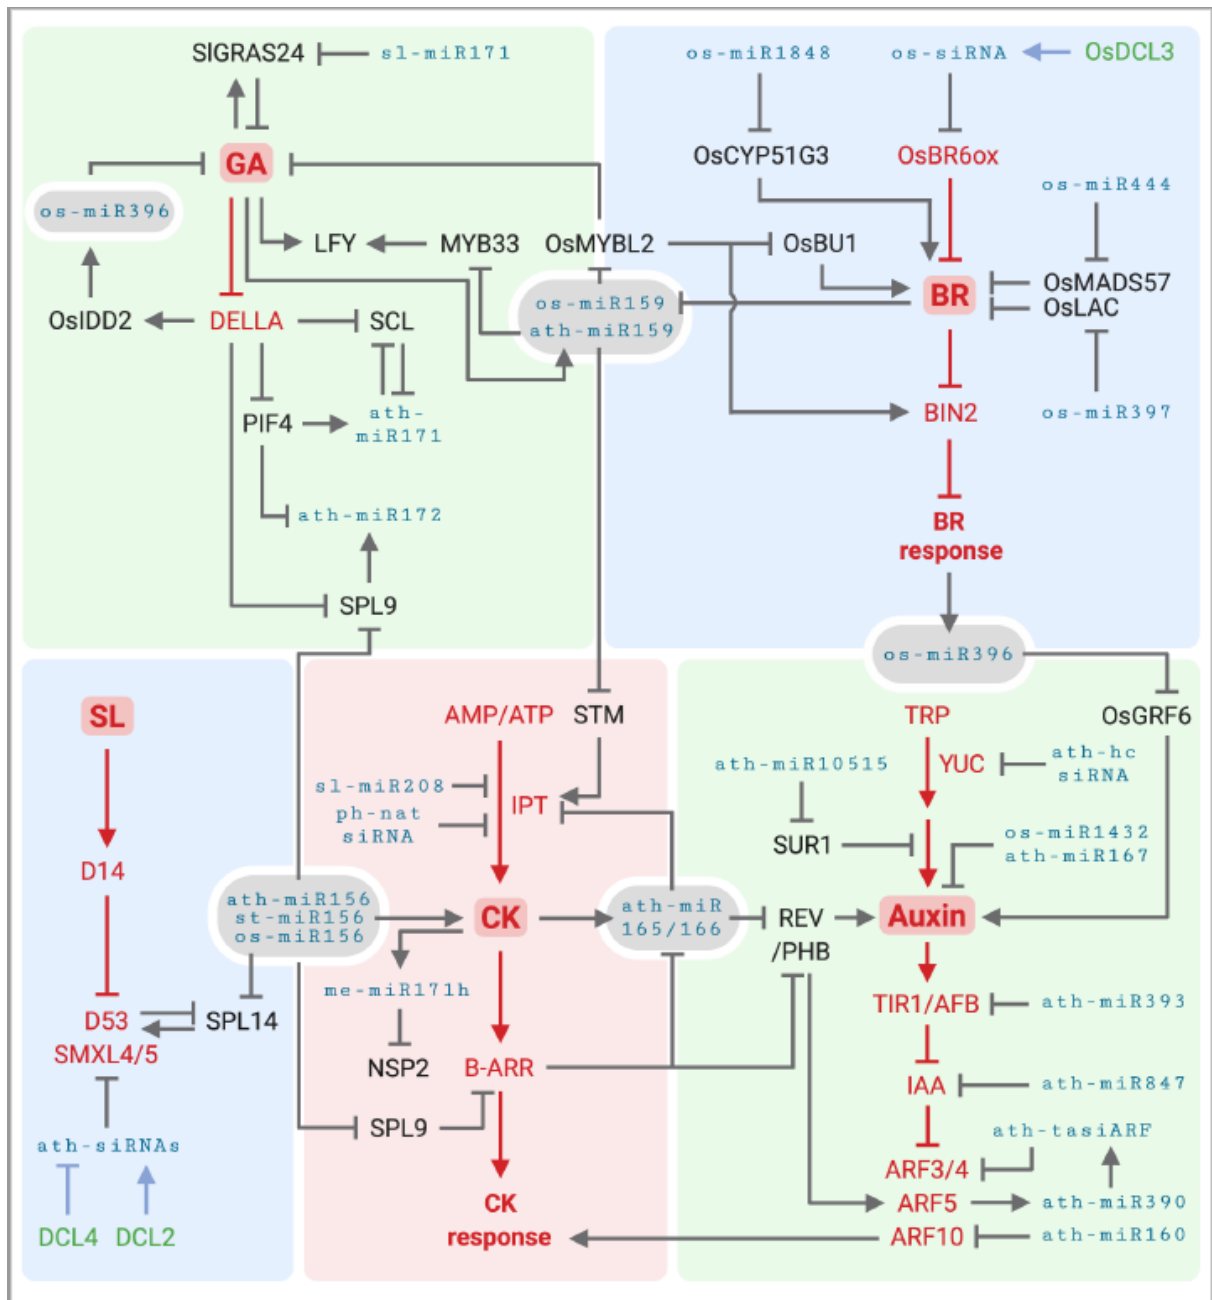 SlGRAS24
sl-miR171
GA
os-miR396
LFY
MYB33
OsMYBL2
os-miR159
ath-miR159
OsIDD2
DELLA
SCL
PIF4
ath-
miR171
ath-miR172
SPL9
os-miR1848
os-siRNA
OsDCL3
OsCYP51G3
OsBR6ox
os-miR444
OsBU1
BR
OsMADS57
OsLAC
BIN2
os-miR397
BR
response
os-miR396
SL
D14
D53
SMXL4/5
SPL14
ath-siRNAs
DCL4
DCL2
ath-miR156
st-miR156
os-miR156
AMP/ATP
STM
sl-miR208
IPT
ph-nat
siRNA
CK
ath-miR
165/166
me-miR171h
NSP2
B-ARR
SPL9
CK
response
TRP
OsGRF6
ath-miR10515
YUC
ath-hc
siRNA
SUR1
os-miR1432
ath-miR167
REV
/PHB
Auxin
TIR1/AFB
ath-miR393
IAA
ath-miR847
ath-tasiARF
ARF3/4
ARF5
ath-miR390
ARF10
ath-miR160